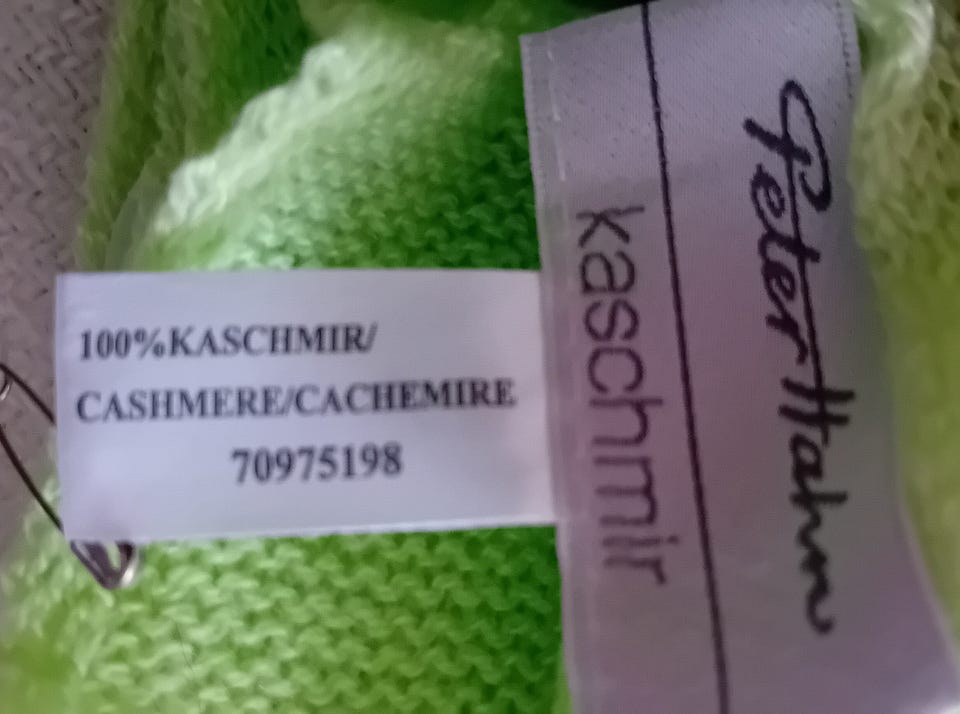 100%KASCHMIR/
CASHMERE/CACHEMIRE
70975198
Peter Hahn
kaschmir